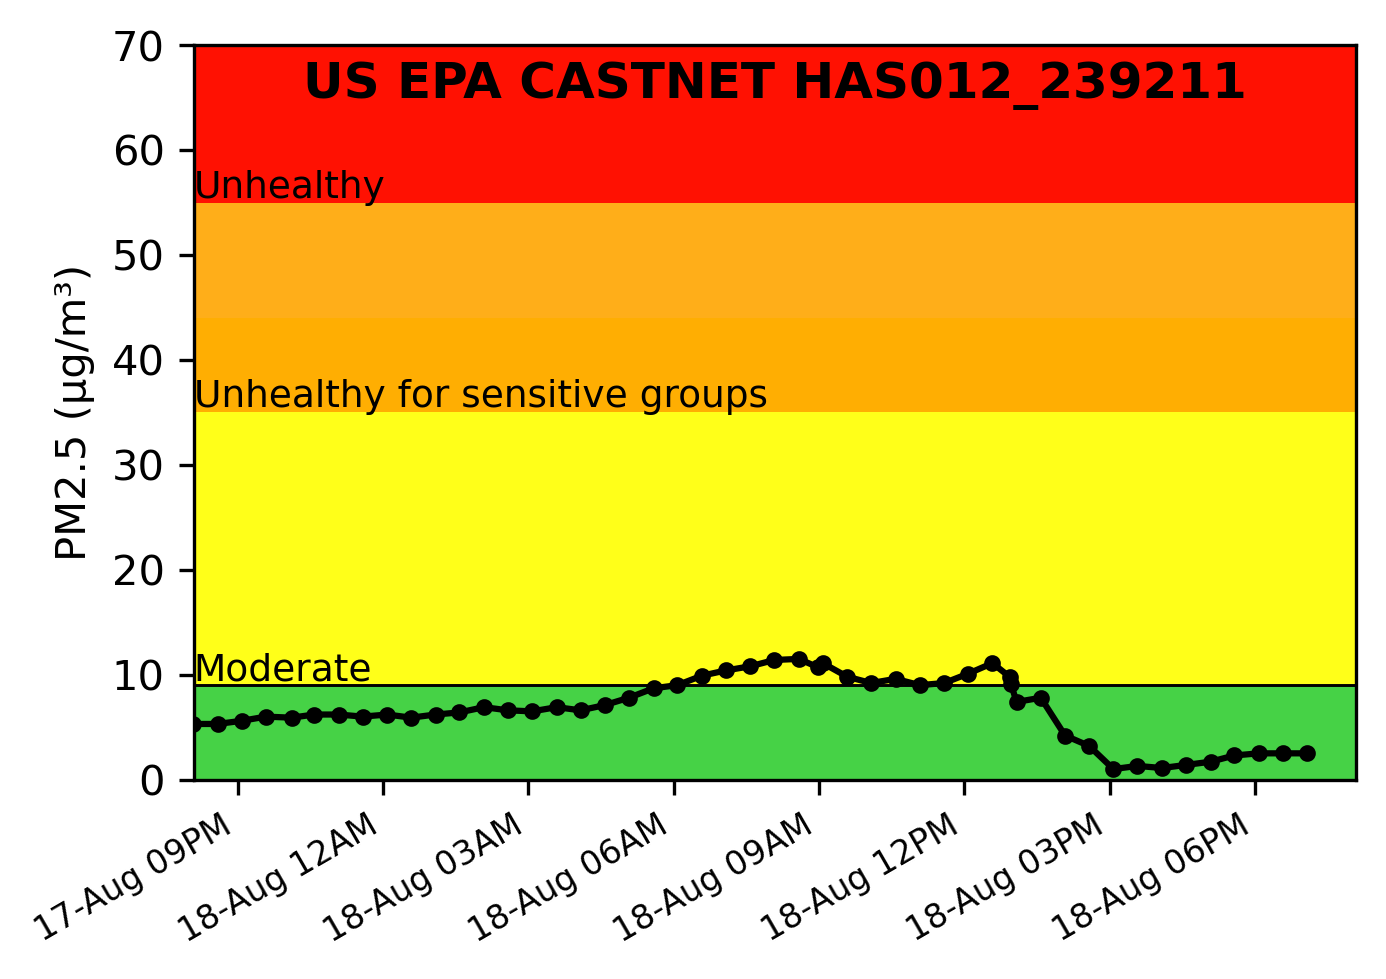 US EPA CASTNET HAS012_239211
70
60
50
40
30
20
10
0
PM2.5 (µg/m³)
Unhealthy
Unhealthy for sensitive groups
Moderate
17-Aug 09PM
18-Aug 12AM
18-Aug 03AM
18-Aug 06AM
18-Aug 09AM
18-Aug 12PM
18-Aug 03PM
18-Aug 06PM